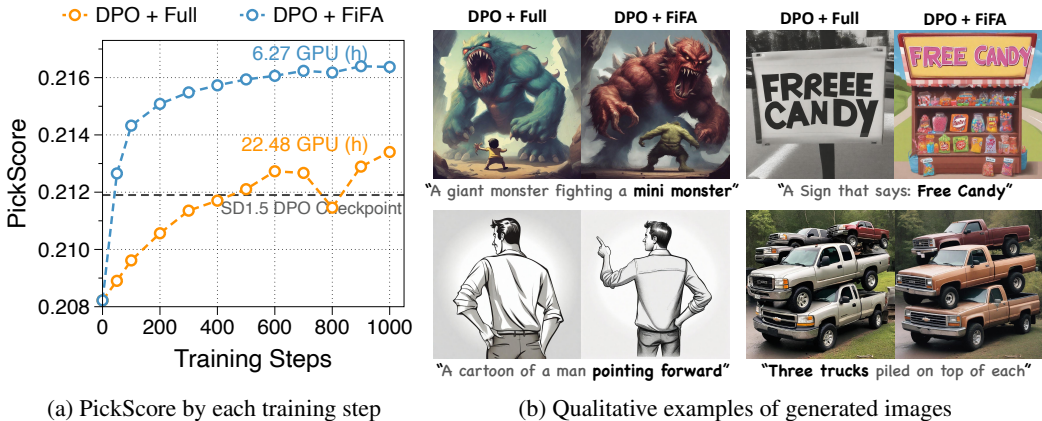 DPO + Full
DPO + FiFA
0.216
0.214
0.212
0.210
0.208
PickScore
6.27 GPU (h)
22.48 GPU (h)
SD1.5 DPO Checkpoint
0
200
400
600
800
1000
Training Steps
(a) PickScore by each training step
DPO + Full
DPO + FiFA
DPO + Full
DPO + FiFA
FRREEE
CANDY
FREE CANDY
"A giant monster fighting a mini monster"
"A Sign that says: Free Candy"
"A cartoon of a man pointing forward"
"Three trucks piled on top of each"
(b) Qualitative examples of generated images